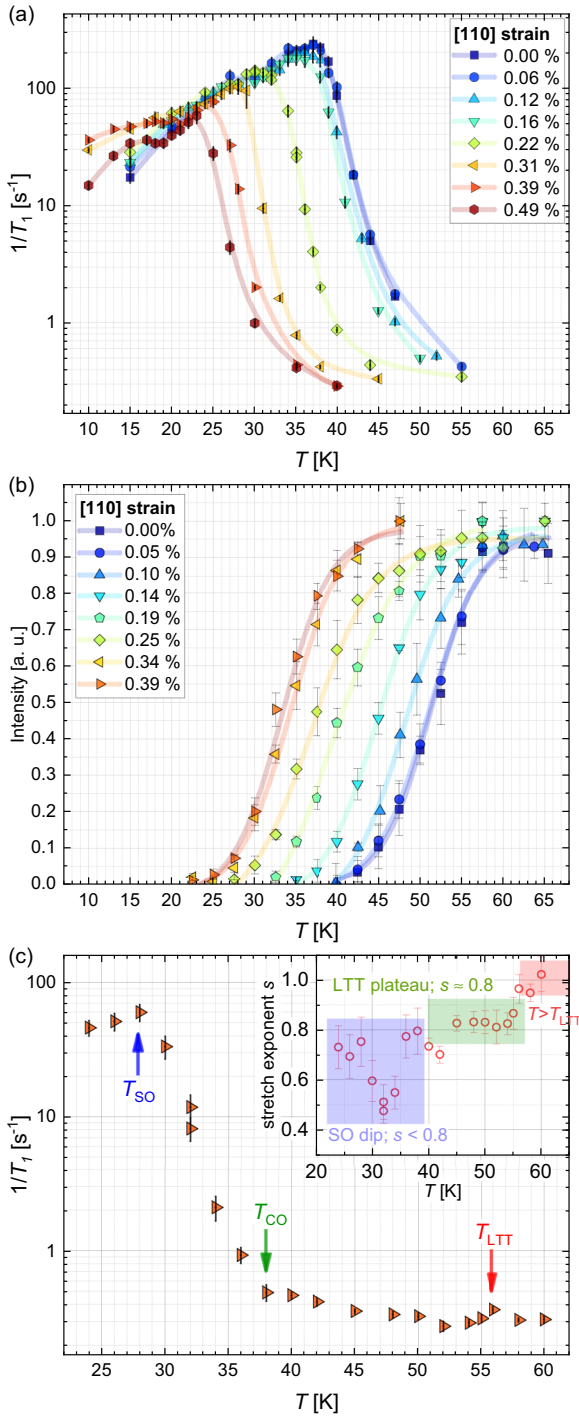 (a)
[110] strain
0.00 %
0.06 %
0.12 %
0.16 %
0.22 %
0.31 %
0.39 %
0.49 %
100
10
1
1/T₁ [s⁻¹]
10 15 20 25 30 35 40 45 50 55 60 65
T [K]
(b)
[110] strain
0.00%
0.05 %
0.10 %
0.14 %
0.19 %
0.25 %
0.34 %
0.39 %
1.0
0.9
0.8
0.7
0.6
0.5
0.4
0.3
0.2
0.1
0.0
Intensity [a. u.]
10 15 20 25 30 35 40 45 50 55 60 65
T [K]
(c)
100
10
1
1/T₁ [s⁻¹]
T_SO
T_CO
T_LTT
25 30 35 40 45 50 55 60
T [K]
stretch exponent s
1.0
0.8
0.6
0.4
LTT plateau; s ≈ 0.8
T>T_LTT
SO dip; s < 0.8
20 30 40 50 60
T [K]